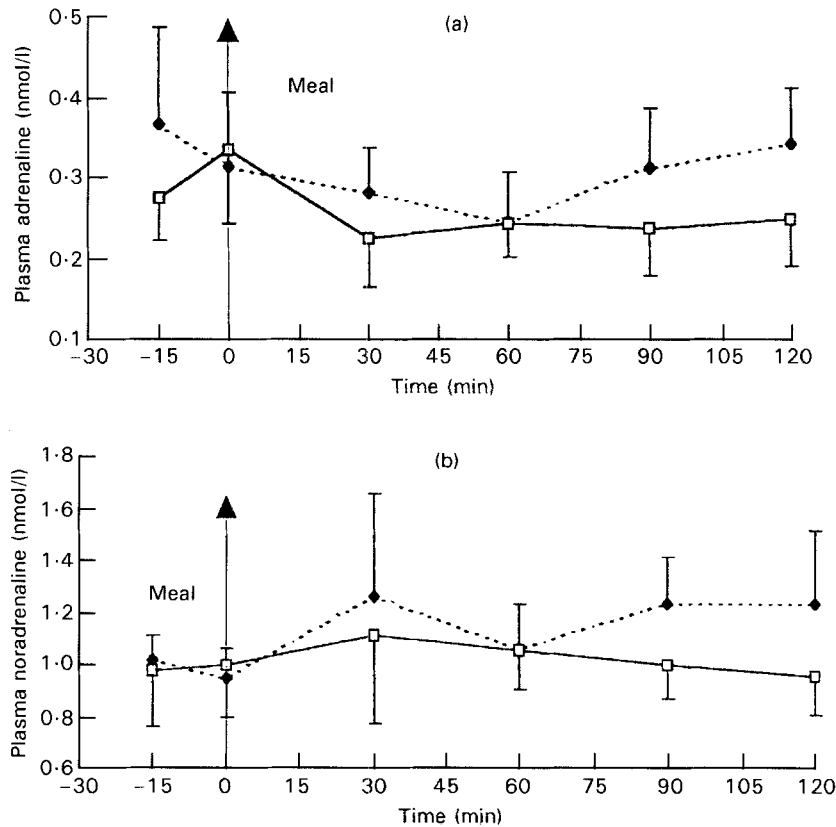 (a)
0·5
0·4
0·3
0·2
0·1
Plasma adrenaline (nmol/l)
Meal
−30 −15 0 15 30 45 60 75 90 105 120
Time (min)
(b)
1·8
1·6
1·4
1·2
1·0
0·8
0·6
Plasma noradrenaline (nmol/l)
Meal
−30 −15 0 15 30 45 60 75 90 105 120
Time (min)